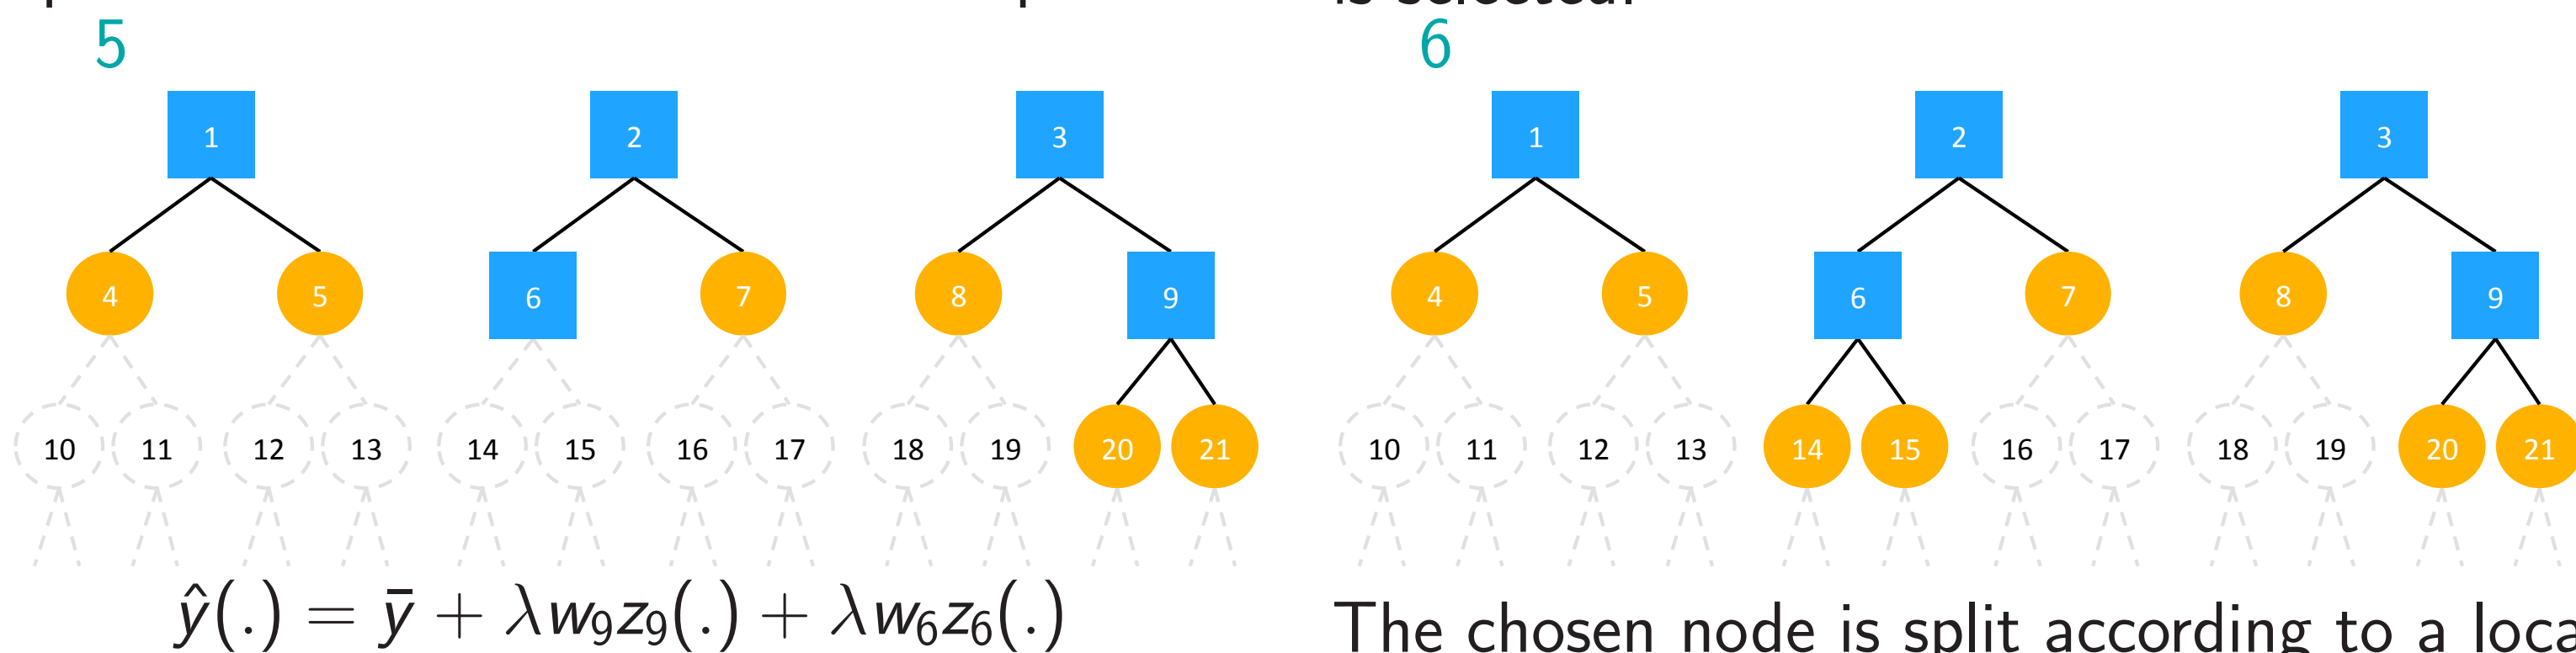 is selected.
5
1 2 3
4 5 6 7 8 9
10 11 12 13 14 15 16 17 18 19 20 21
ŷ(.) = ȳ + λw₉z₉(.) + λw₆z₆(.)
6
1 2 3
4 5 6 7 8 9
10 11 12 13 14 15 16 17 18 19 20 21
The chosen node is split according to a loca